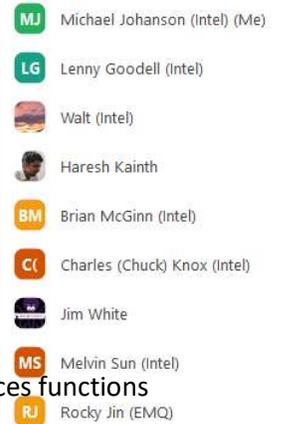 MJ Michael Johanson (Intel) (Me)
LG Lenny Goodell (Intel)
Walt (Intel)
Haresh Kainth
BM Brian McGinn (Intel)
C( Charles (Chuck) Knox (Intel)
Jim White
MS Melvin Sun (Intel)
ces functions
RJ Rocky Jin (EMQ)